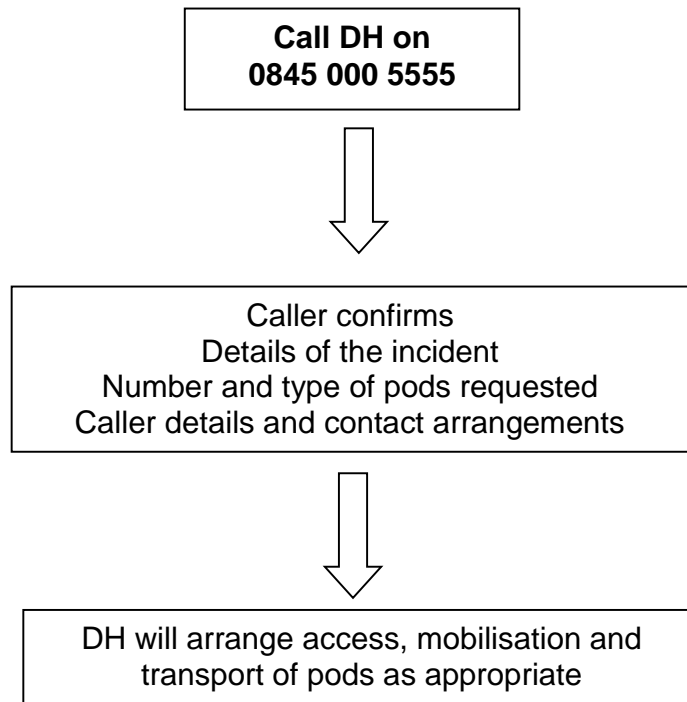 Call DH on
0845 000 5555
Caller confirms
Details of the incident
Number and type of pods requested
Caller details and contact arrangements
DH will arrange access, mobilisation and
transport of pods as appropriate